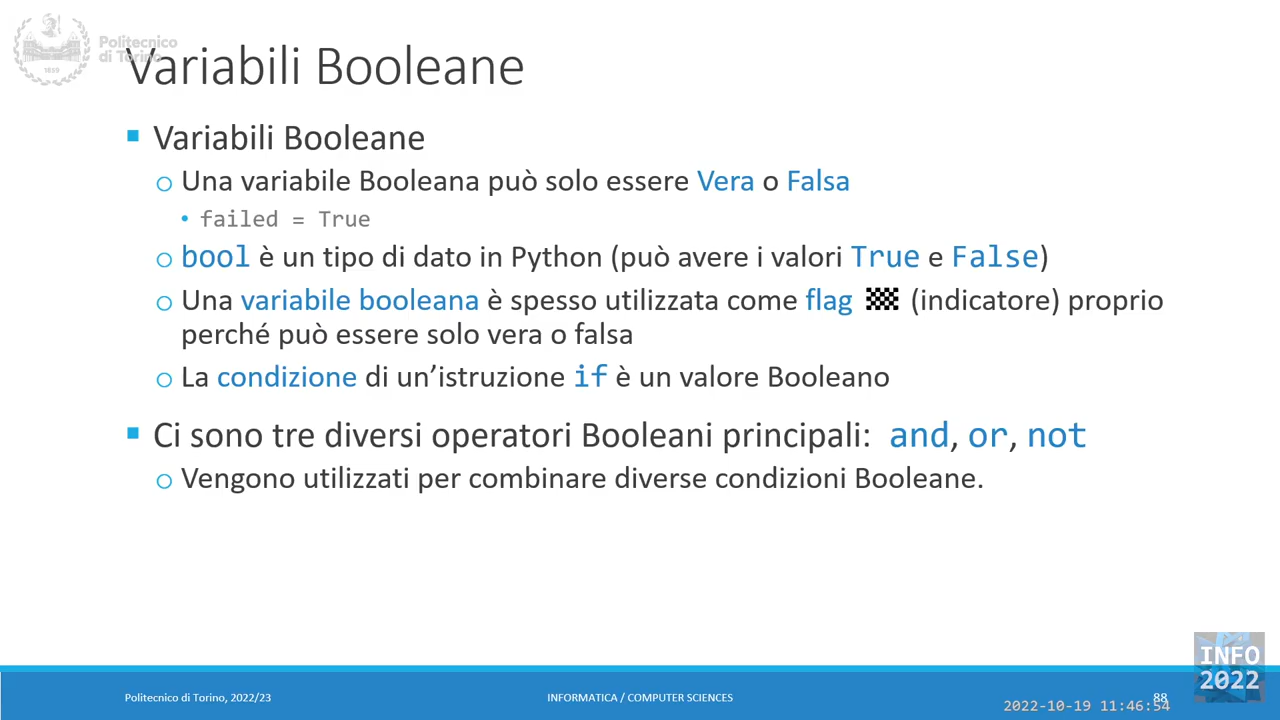 Politecnico
di Torino
1859
Variabili Booleane
Variabili Booleane
Una variabile Booleana può solo essere Vera o Falsa
failed = True
bool è un tipo di dato in Python (può avere i valori True e False)
Una variabile booleana è spesso utilizzata come flag (indicatore) proprio
perché può essere solo vera o falsa
La condizione di un’istruzione if è un valore Booleano
Ci sono tre diversi operatori Booleani principali: and, or, not
Vengono utilizzati per combinare diverse condizioni Booleane.
INFO
2022
Politecnico di Torino, 2022/23
INFORMATICA / COMPUTER SCIENCES
88
2022-10-19 11:46:54